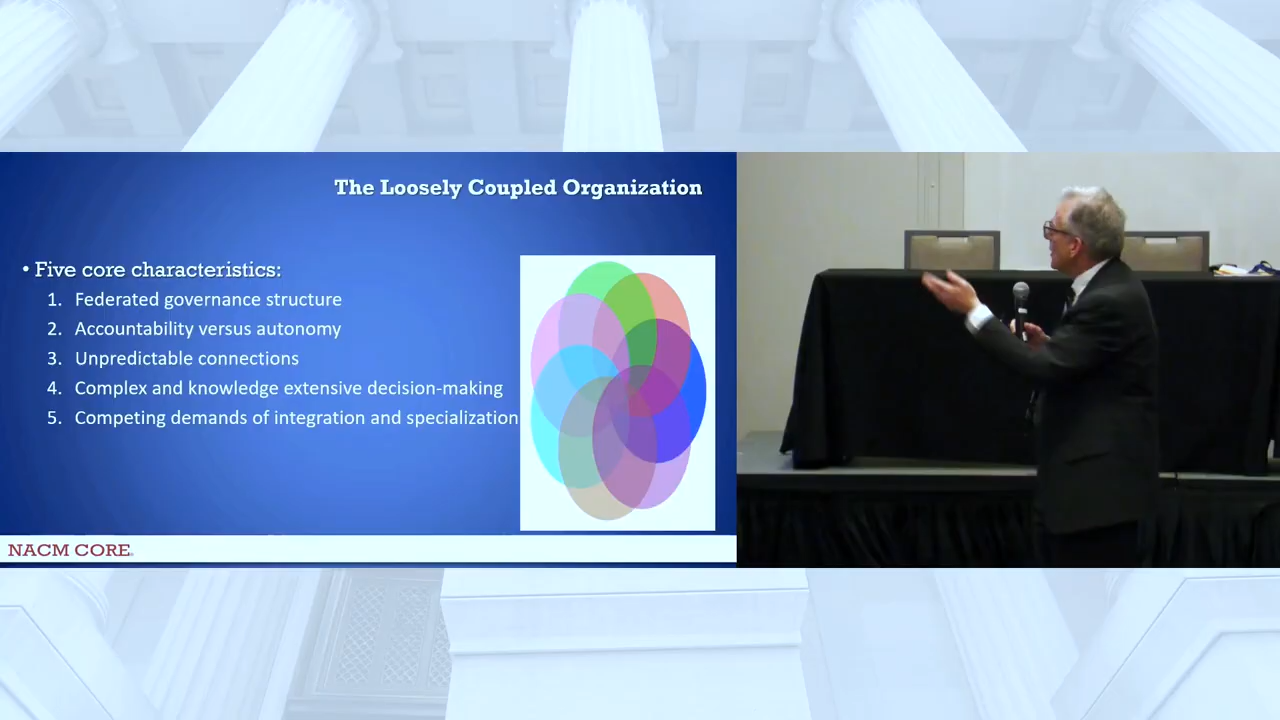 The Loosely Coupled Organization
• Five core characteristics:
1. Federated governance structure
2. Accountability versus autonomy
3. Unpredictable connections
4. Complex and knowledge extensive decision-making
5. Competing demands of integration and specialization
NACM CORE